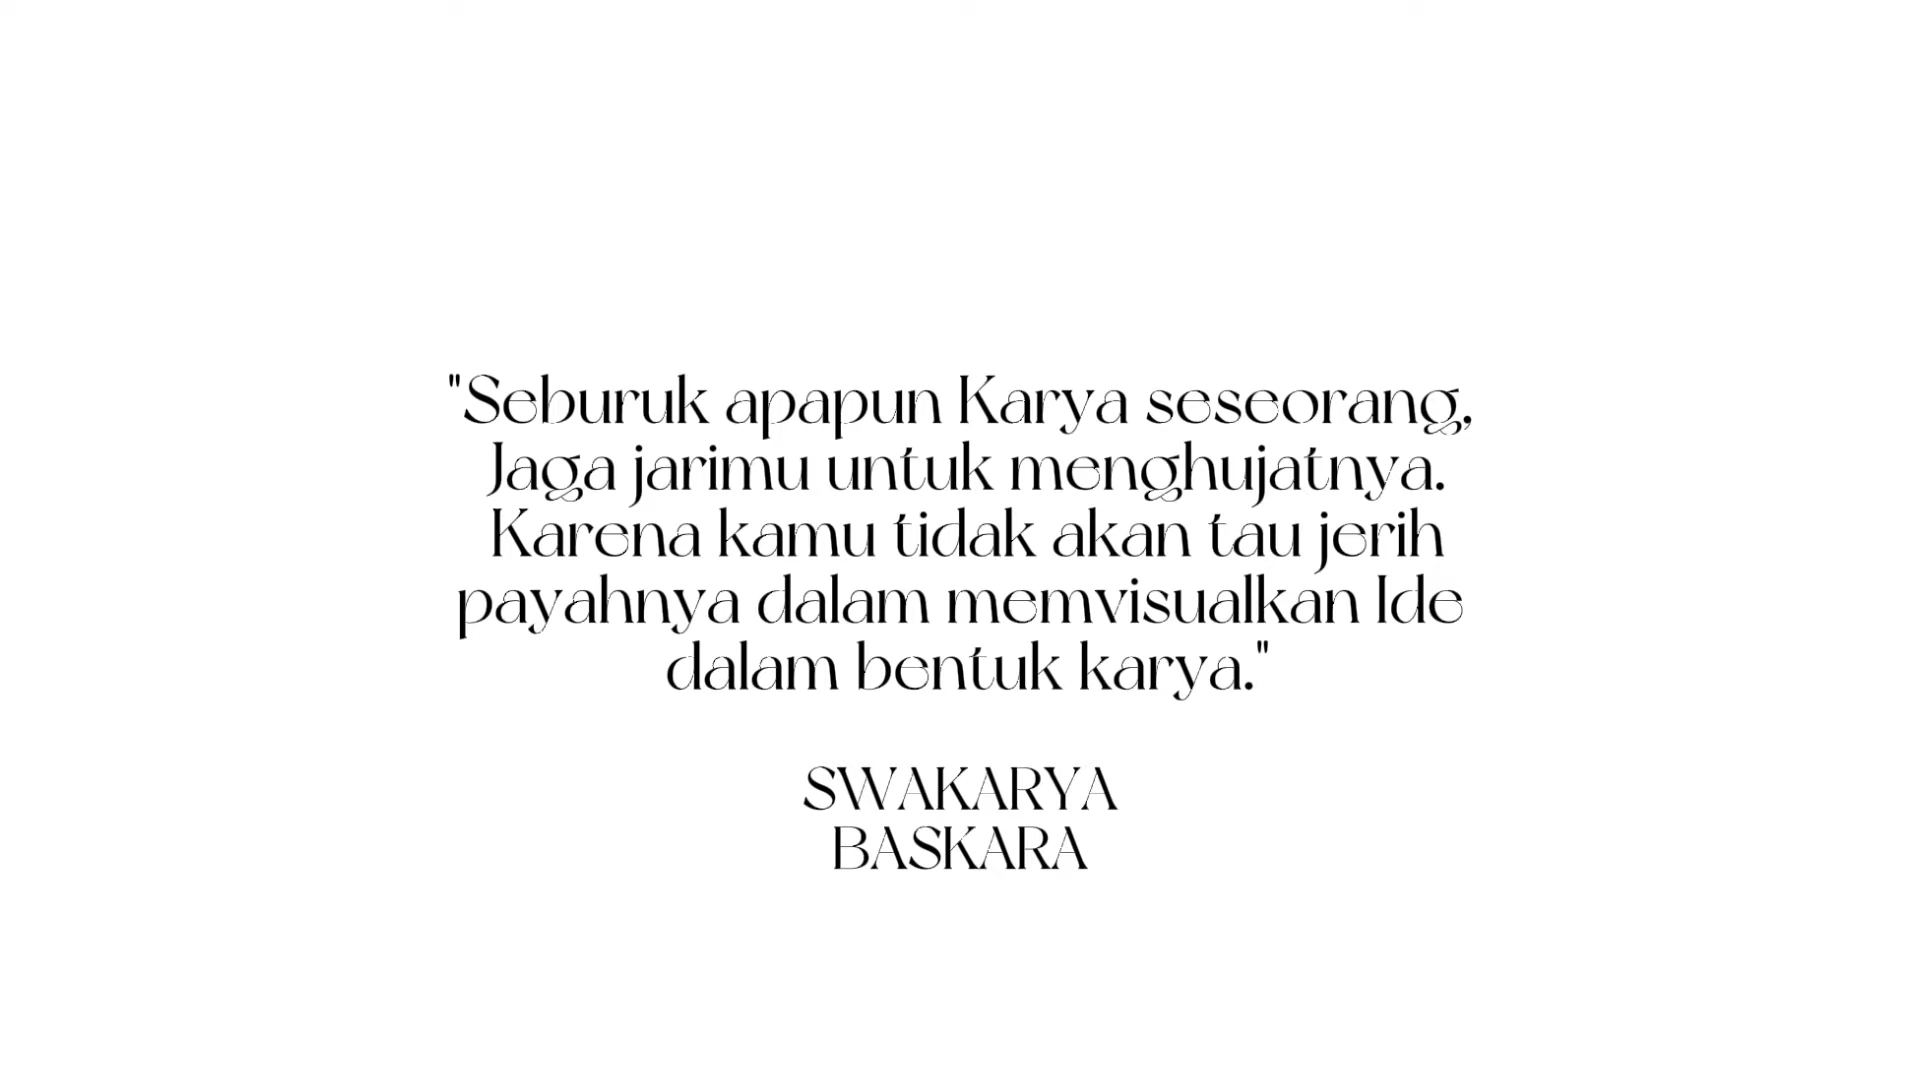 "Seburuk apapun Karya seseorang,
Jaga jarimu untuk menghujatnya.
Karena kamu tidak akan tau jerih
payahnya dalam memvisualkan Ide
dalam bentuk karya."
SWAKARYA
BASKARA